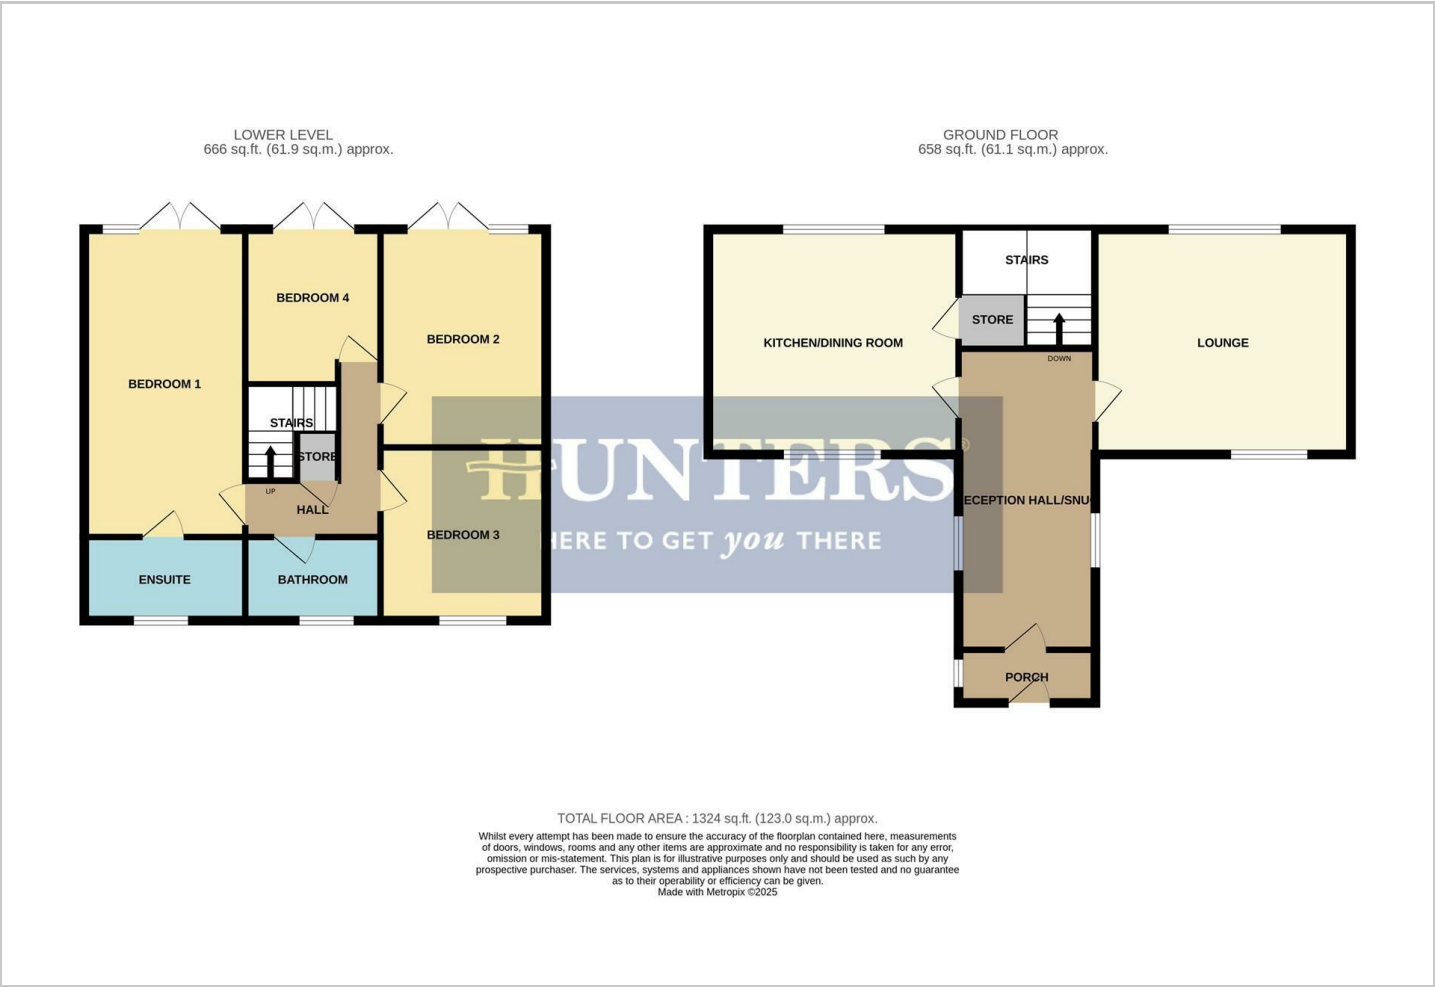 LOWER LEVEL
666 sq.ft. (61.9 sq.m.) approx.
GROUND FLOOR
658 sq.ft. (61.1 sq.m.) approx.
BEDROOM 1
BEDROOM 4
BEDROOM 2
STAIRS
STORE
UP
HALL
BEDROOM 3
ENSUITE
BATHROOM
KITCHEN/DINING ROOM
STAIRS
STORE
DOWN
LOUNGE
ECEPTION HALL/SNU
PORCH
HUNTERS®
HERE TO GET you THERE
TOTAL FLOOR AREA : 1324 sq.ft. (123.0 sq.m.) approx.
Whilst every attempt has been made to ensure the accuracy of the floorplan contained here, measurements
of doors, windows, rooms and any other items are approximate and no responsibility is taken for any error,
omission or mis-statement. This plan is for illustrative purposes only and should be used as such by any
prospective purchaser. The services, systems and appliances shown have not been tested and no guarantee
as to their operability or efficiency can be given.
Made with Metropix ©2025